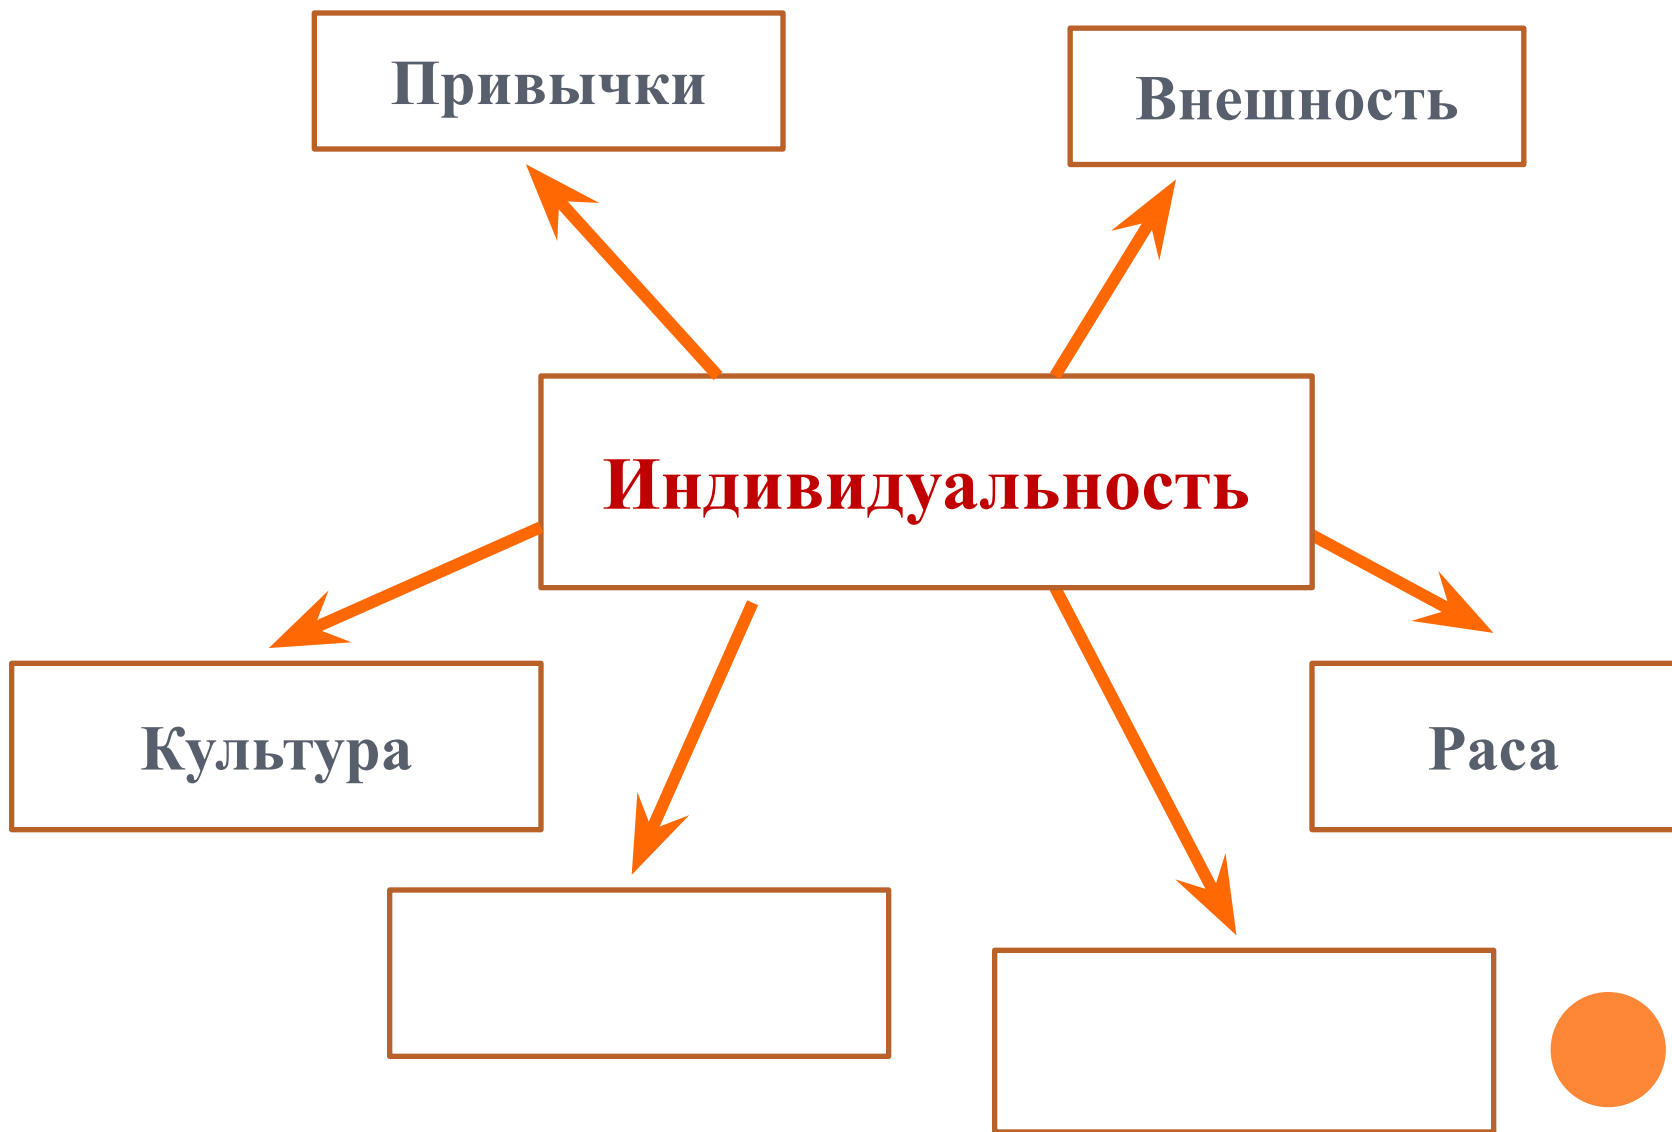 Привычки
Внешность
Индивидуальность
Культура
Раса